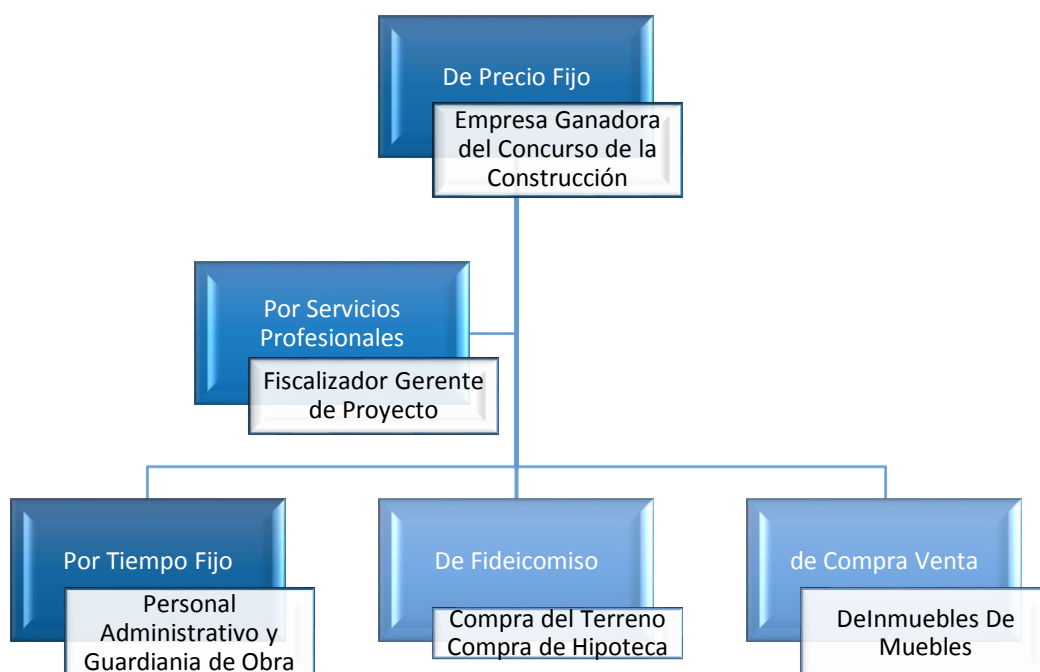 De Precio Fijo
Empresa Ganadora
del Concurso de la
Construcción
Por Servicios
Profesionales
Fiscalizador Gerente
de Proyecto
Por Tiempo Fijo
Personal
Administrativo y
Guardiania de Obra
De Fideicomiso
Compra del Terreno
Compra de Hipoteca
de Compra Venta
DeInmuebles De
Muebles